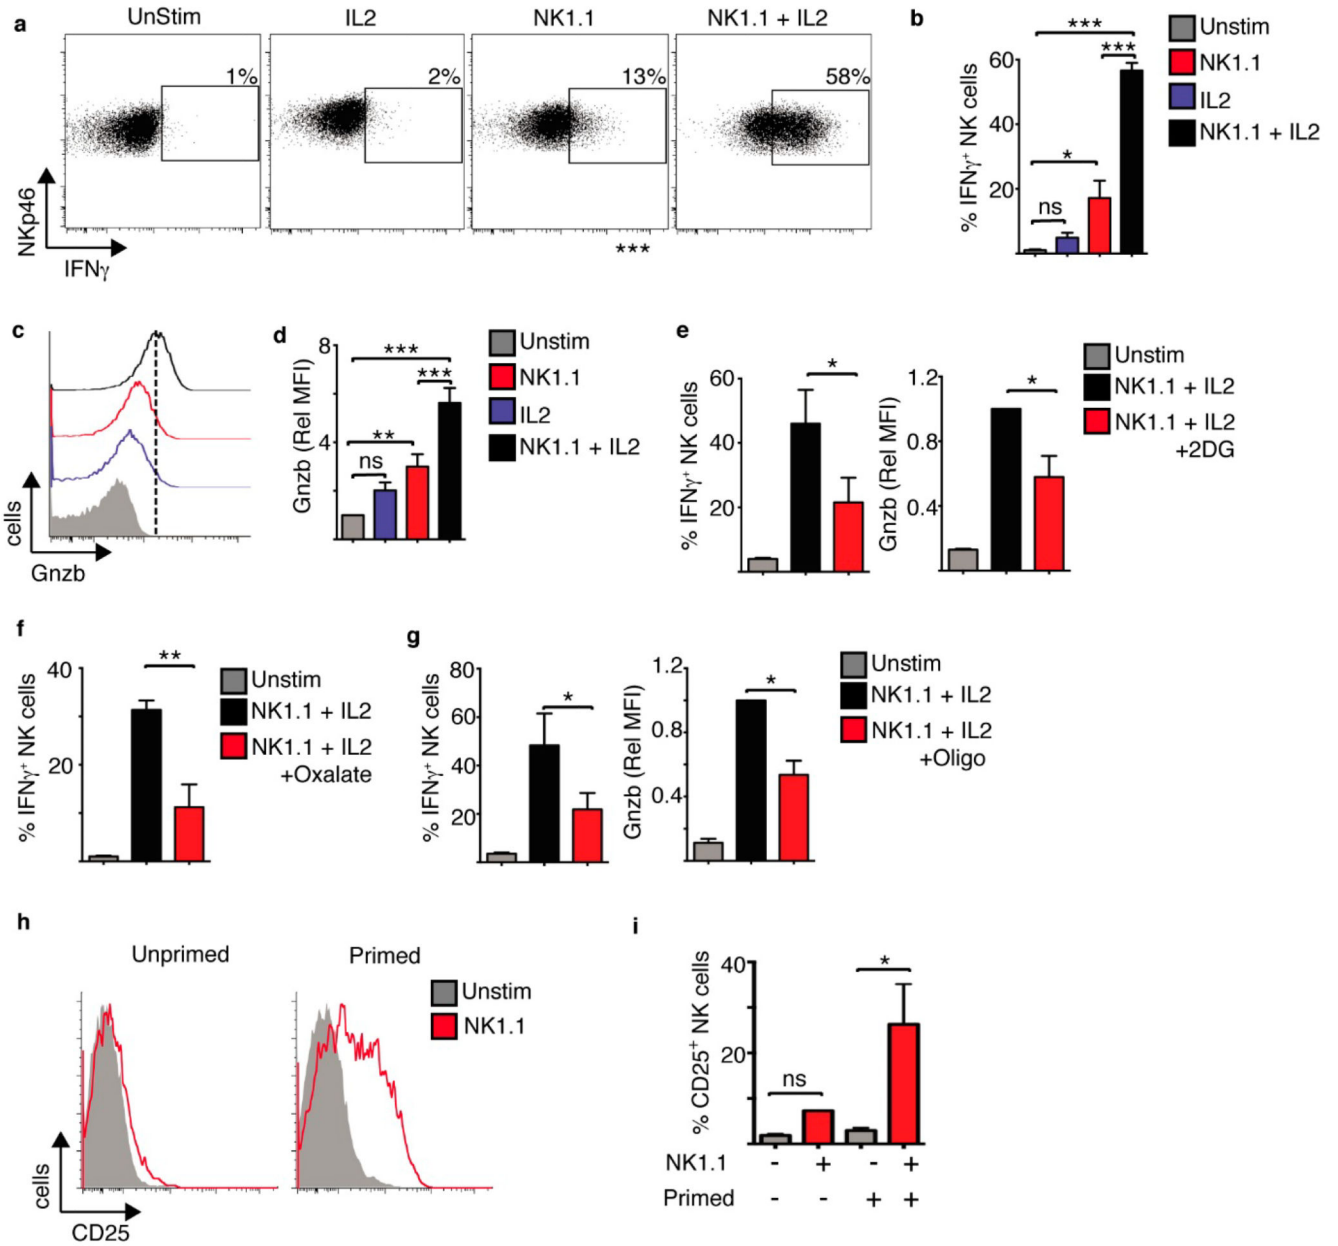 a
UnStim
IL2
NK1.1
NK1.1 + IL2
1%
2%
13%
58%
NKp46
IFNγ
***
b
% IFNγ⁺ NK cells
60
40
20
ns
*
***
***
Unstim
NK1.1
IL2
NK1.1 + IL2
c
cells
Gnzb
d
Gnzb (Rel MFI)
8
4
ns
**
***
***
Unstim
NK1.1
IL2
NK1.1 + IL2
e
% IFNγ⁺ NK cells
60
40
20
*
Gnzb (Rel MFI)
1.2
0.8
0.4
*
Unstim
NK1.1 + IL2
NK1.1 + IL2
+2DG
f
% IFNγ⁺ NK cells
40
20
**
Unstim
NK1.1 + IL2
NK1.1 + IL2
+Oxalate
g
% IFNγ⁺ NK cells
80
60
40
20
*
Gnzb (Rel MFI)
1.2
0.8
0.4
*
Unstim
NK1.1 + IL2
NK1.1 + IL2
+Oligo
h
Unprimed
Primed
Unstim
NK1.1
cells
CD25
i
% CD25⁺ NK cells
40
20
ns
*
NK1.1 - + - +
Primed - - + +